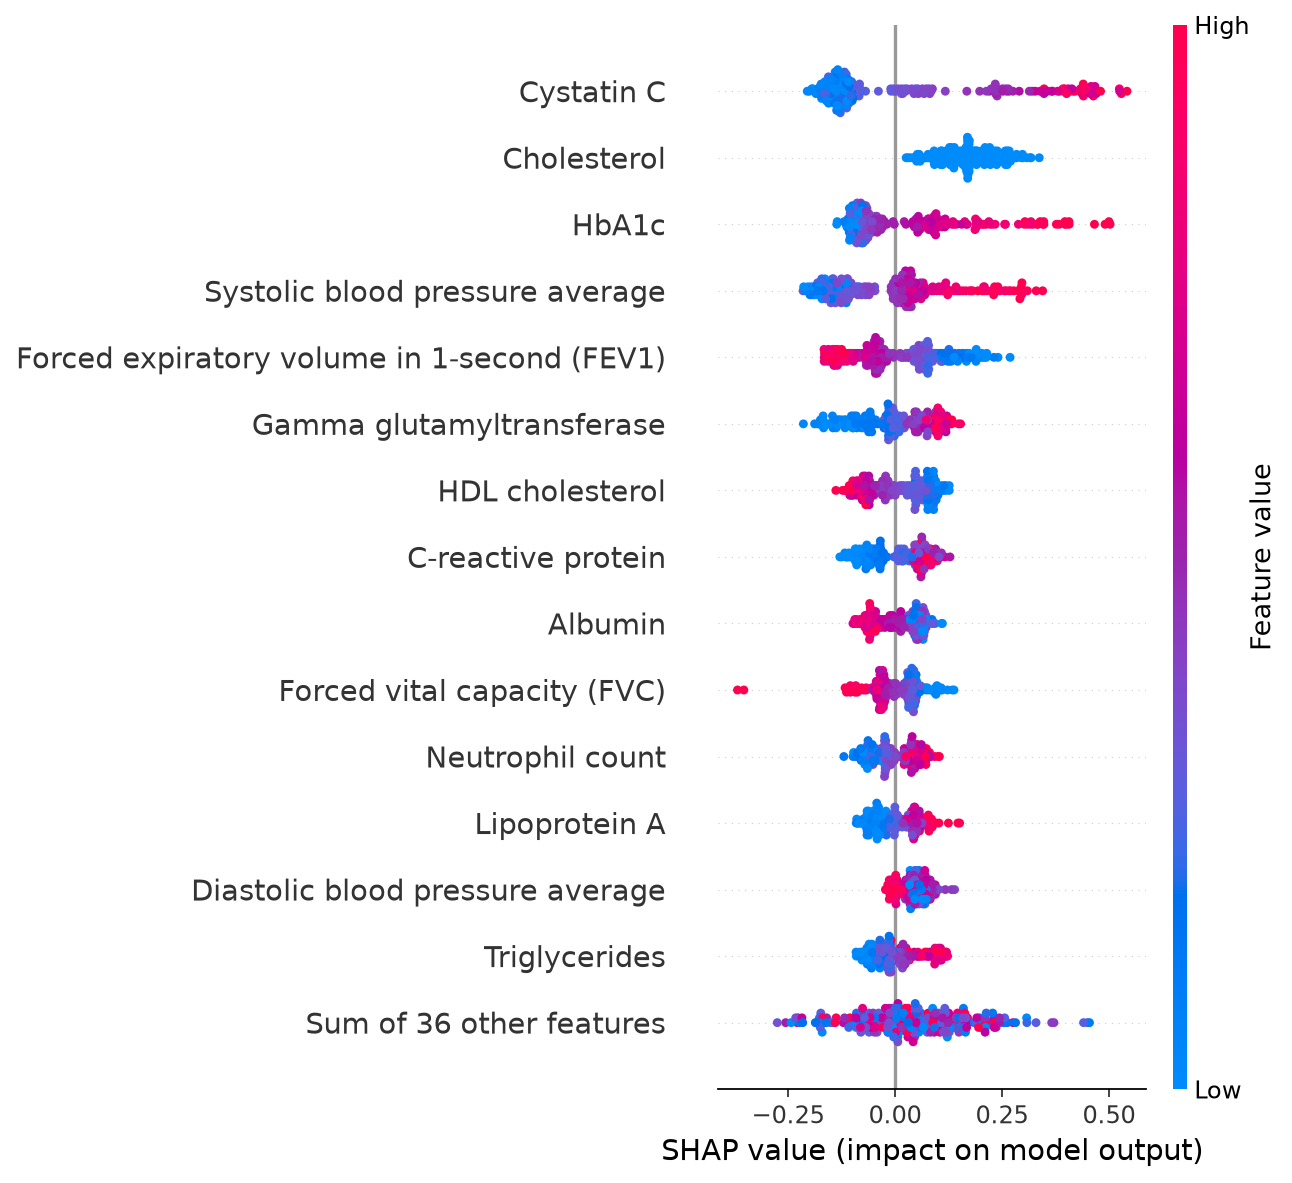 High
Cystatin C
Cholesterol
HbA1c
Systolic blood pressure average
Forced expiratory volume in 1-second (FEV1)
Gamma glutamyltransferase
HDL cholesterol
C-reactive protein
Albumin
Forced vital capacity (FVC)
Neutrophil count
Lipoprotein A
Diastolic blood pressure average
Triglycerides
Sum of 36 other features
Feature value
Low
−0.25 0.00 0.25 0.50
SHAP value (impact on model output)